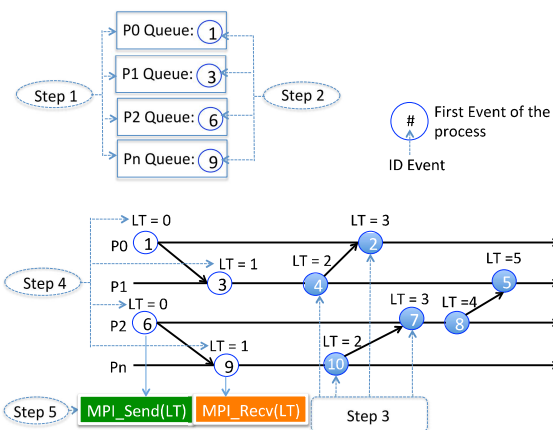 P0 Queue: 1
P1 Queue: 3
Step 1
Step 2
P2 Queue: 6
Pn Queue: 9
#
First Event of the
process
ID Event
LT = 0
LT = 3
P0
1
2
LT = 1
LT = 2
LT =5
Step 4
P1
3
4
5
LT = 0
LT = 3
LT =4
P2
6
7
8
LT = 1
LT = 2
Pn
9
10
Step 5
MPI_Send(LT)
MPI_Recv(LT)
Step 3